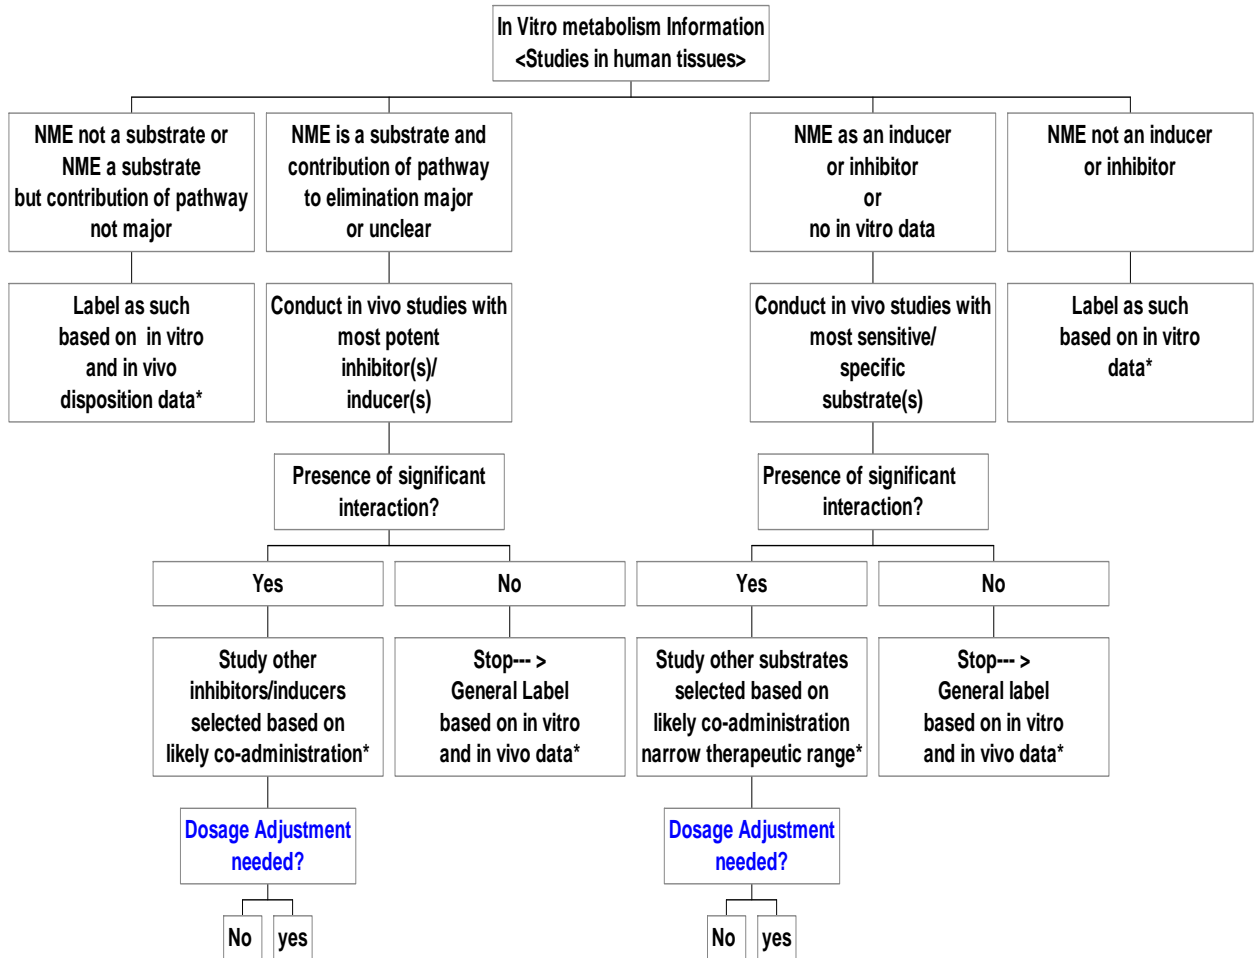 In Vitro metabolism Information
<Studies in human tissues>
NME not a substrate or
NME a substrate
but contribution of pathway
not major
NME is a substrate and
contribution of pathway
to elimination major
or unclear
NME as an inducer
or inhibitor
or
no in vitro data
NME not an inducer
or inhibitor
Label as such
based on in vitro
and in vivo
disposition data*
Conduct in vivo studies with
most potent
inhibitor(s)/
inducer(s)
Conduct in vivo studies with
most sensitive/
specific
substrate(s)
Label as such
based on in vitro
data*
Presence of significant
interaction?
Presence of significant
interaction?
Yes
No
Yes
No
Study other
inhibitors/inducers
selected based on
likely co-administration*
Stop--- >
General Label
based on in vitro
and in vivo data*
Study other substrates
selected based on
likely co-administration
narrow therapeutic range*
Stop--- >
General label
based on in vitro
and in vivo data*
Dosage Adjustment
needed?
Dosage Adjustment
needed?
No
yes
No
yes